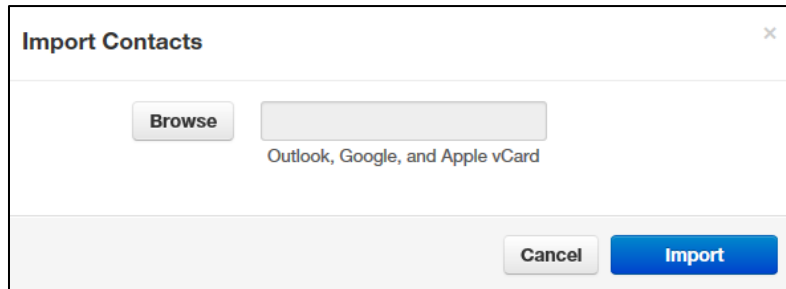 Import Contacts
×
Browse
Outlook, Google, and Apple vCard
Cancel Import